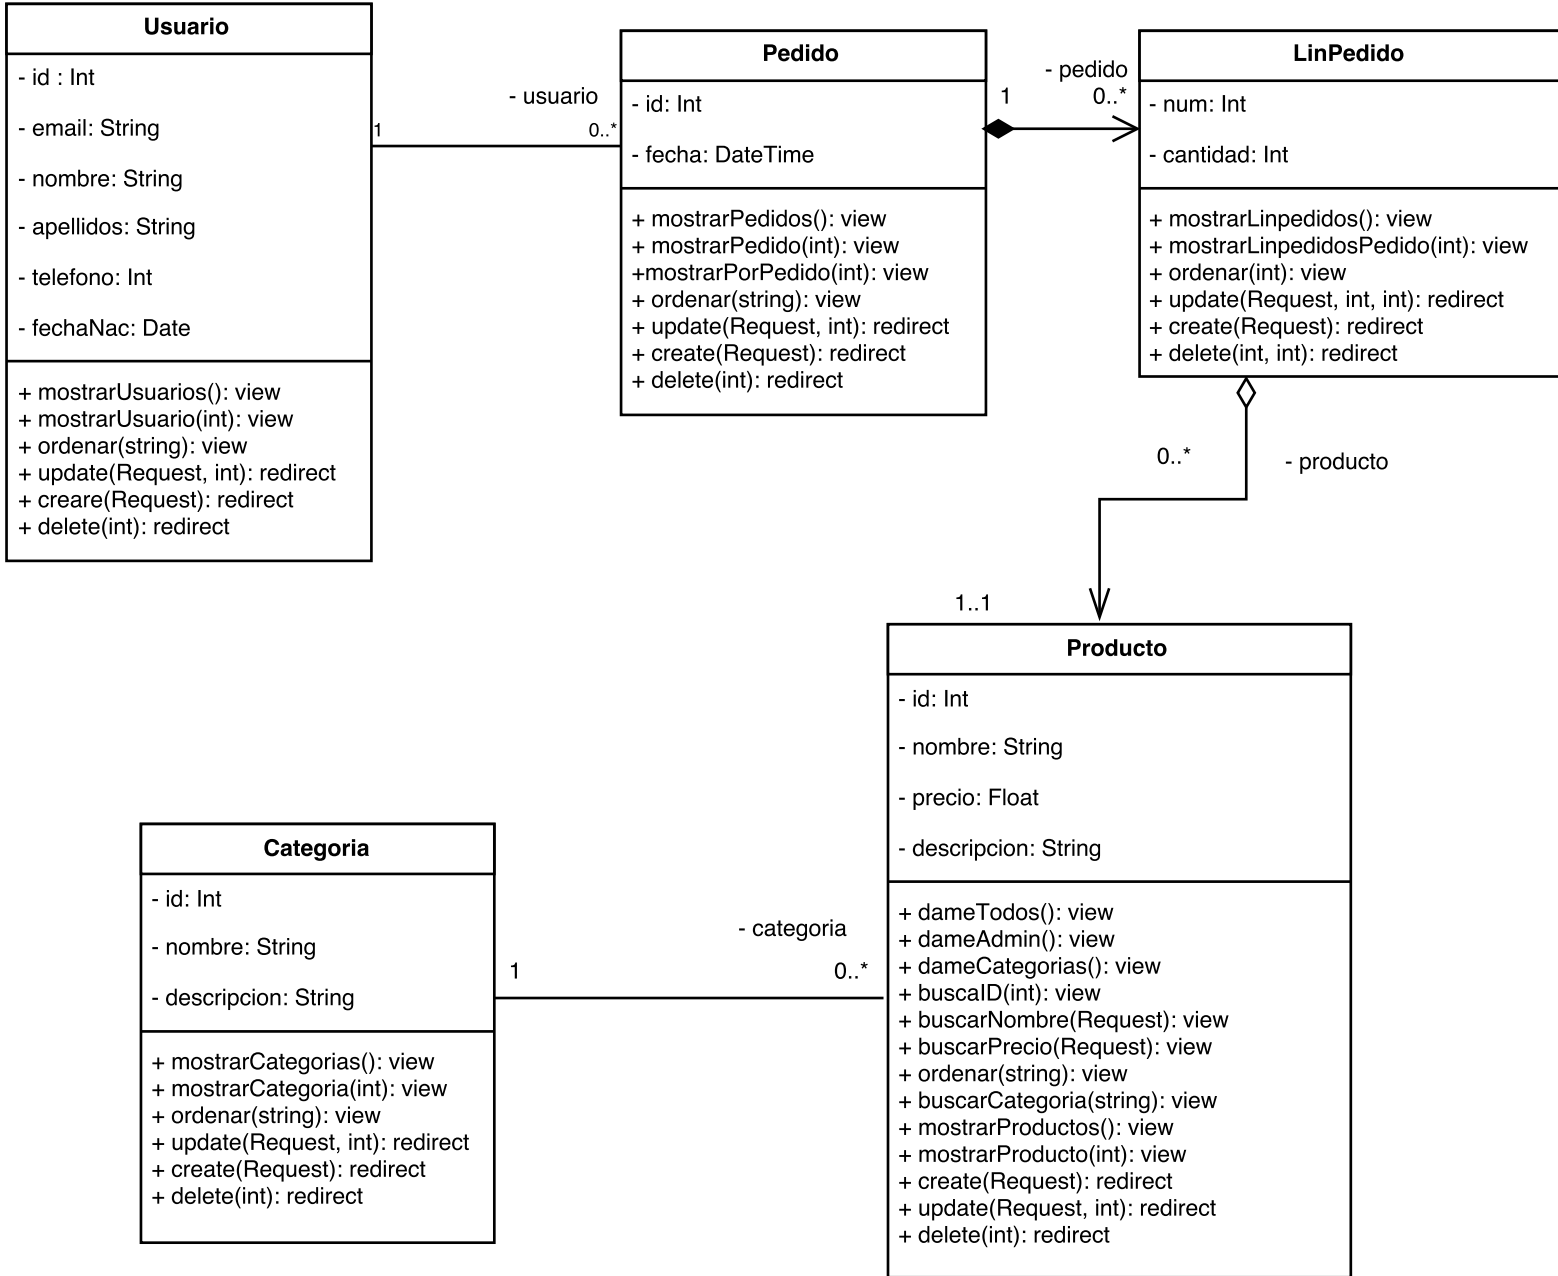 Usuario
- id : Int
- email: String
- nombre: String
- apellidos: String
- telefono: Int
- fechaNac: Date
+ mostrarUsuarios(): view
+ mostrarUsuario(int): view
+ ordenar(string): view
+ update(Request, int): redirect
+ creare(Request): redirect
+ delete(int): redirect
1
- usuario
0..*
Pedido
- id: Int
- fecha: DateTime
+ mostrarPedidos(): view
+ mostrarPedido(int): view
+mostrarPorPedido(int): view
+ ordenar(string): view
+ update(Request, int): redirect
+ create(Request): redirect
+ delete(int): redirect
1
- pedido
0..*
LinPedido
- num: Int
- cantidad: Int
+ mostrarLinpedidos(): view
+ mostrarLinpedidosPedido(int): view
+ ordenar(int): view
+ update(Request, int, int): redirect
+ create(Request): redirect
+ delete(int, int): redirect
0..*
- producto
1..1
Producto
- id: Int
- nombre: String
- precio: Float
- descripcion: String
+ dameTodos(): view
+ dameAdmin(): view
+ dameCategorias(): view
+ buscaID(int): view
+ buscarNombre(Request): view
+ buscarPrecio(Request): view
+ ordenar(string): view
+ buscarCategoria(string): view
+ mostrarProductos(): view
+ mostrarProducto(int): view
+ create(Request): redirect
+ update(Request, int): redirect
+ delete(int): redirect
Categoria
- id: Int
- nombre: String
- descripcion: String
+ mostrarCategorias(): view
+ mostrarCategoria(int): view
+ ordenar(string): view
+ update(Request, int): redirect
+ create(Request): redirect
+ delete(int): redirect
1
- categoria
0..*